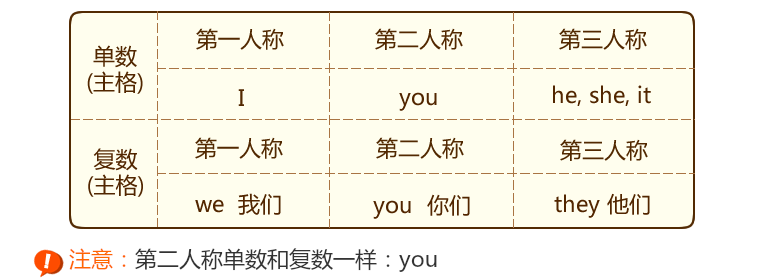 单数
(主格)
第一人称 第二人称 第三人称
I you he, she, it
复数
(主格)
第一人称 第二人称 第三人称
we 我们 you 你们 they 他们
! 注意：第二人称单数和复数一样：you